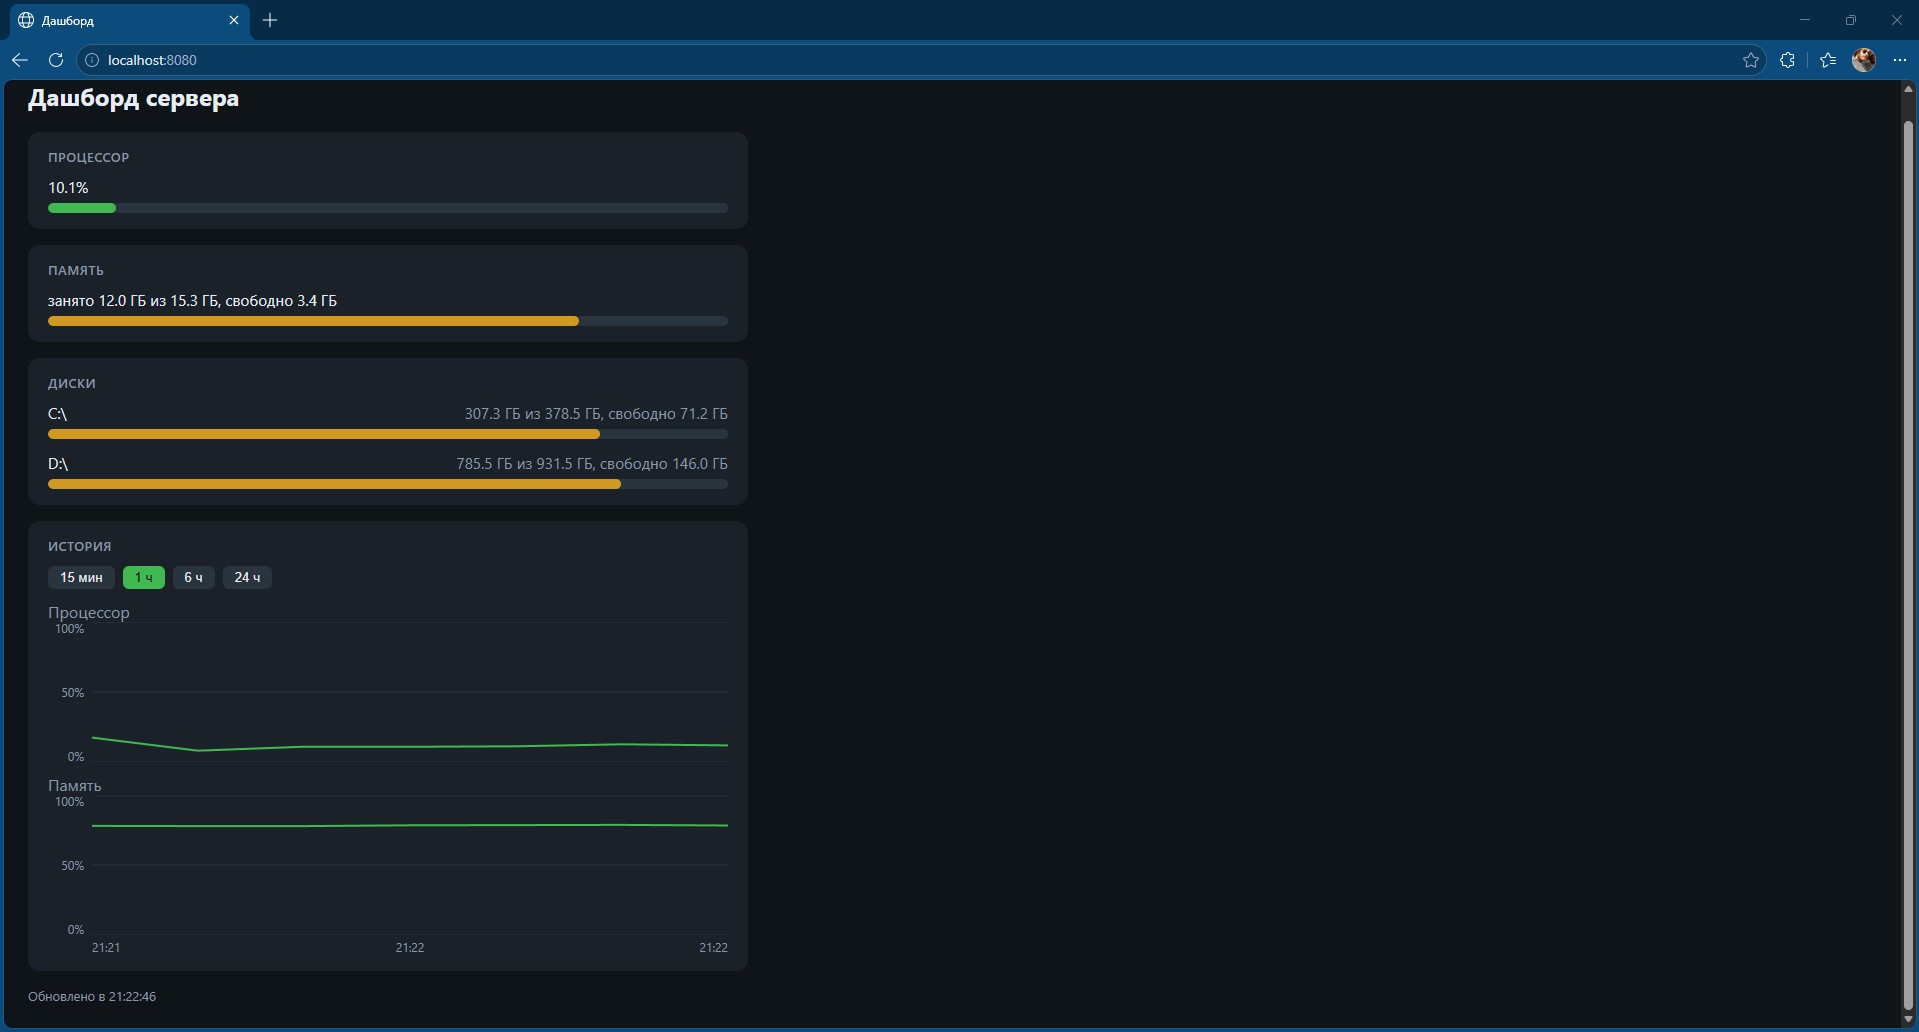 Дашборд
localhost:8080
Дашборд сервера
ПРОЦЕССОР
10.1%
ПАМЯТЬ
занято 12.0 ГБ из 15.3 ГБ, свободно 3.4 ГБ
ДИСКИ
C:\ 307.3 ГБ из 378.5 ГБ, свободно 71.2 ГБ
D:\ 785.5 ГБ из 931.5 ГБ, свободно 146.0 ГБ
ИСТОРИЯ
15 мин 1 ч 6 ч 24 ч
Процессор
100%
50%
0%
Память
100%
50%
0%
21:21 21:22 21:22
Обновлено в 21:22:46